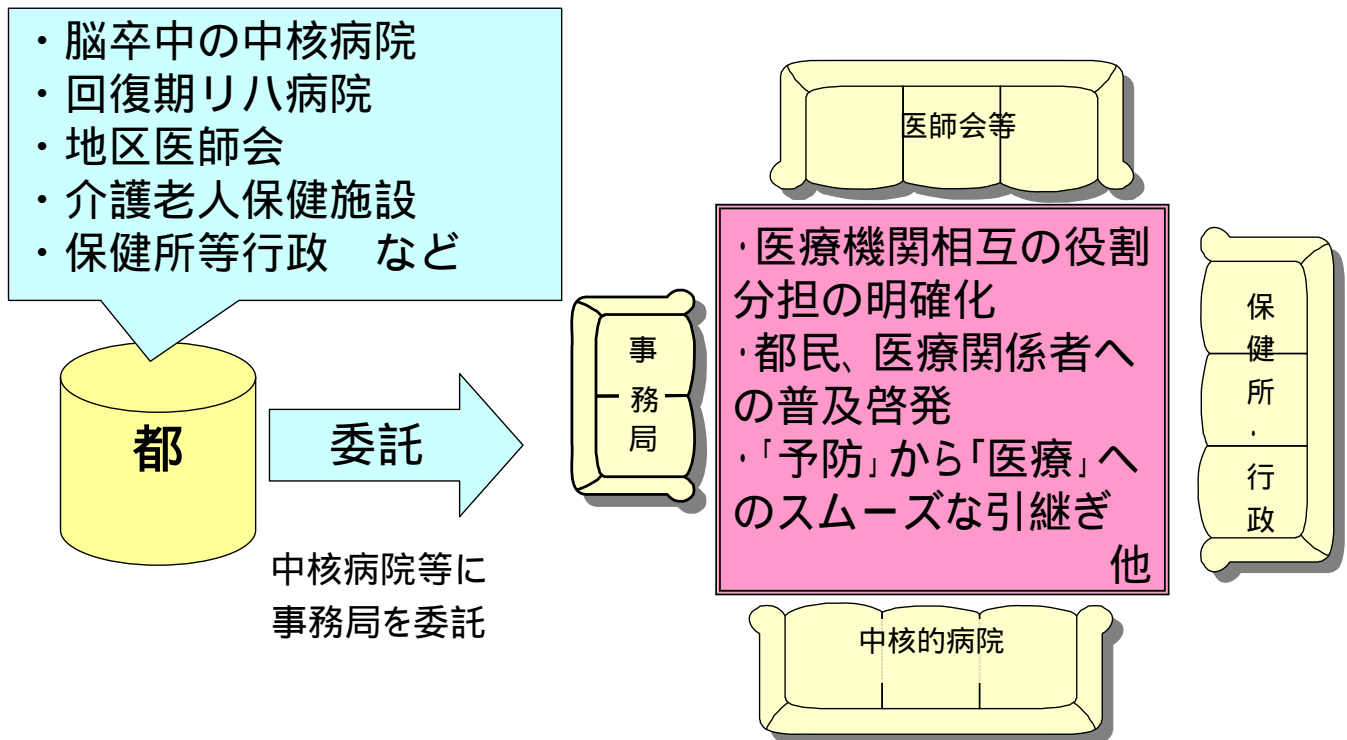 ・脳卒中の中核病院
・回復期リハ病院
・地区医師会
・介護老人保健施設
・保健所等行政　など
都
委託
中核病院等に
事務局を委託
事務局
医師会等
・医療機関相互の役割
分担の明確化
・都民、医療関係者へ
の普及啓発
・「予防」から「医療」へ
のスムーズな引継ぎ
他
保健所・行政
中核的病院